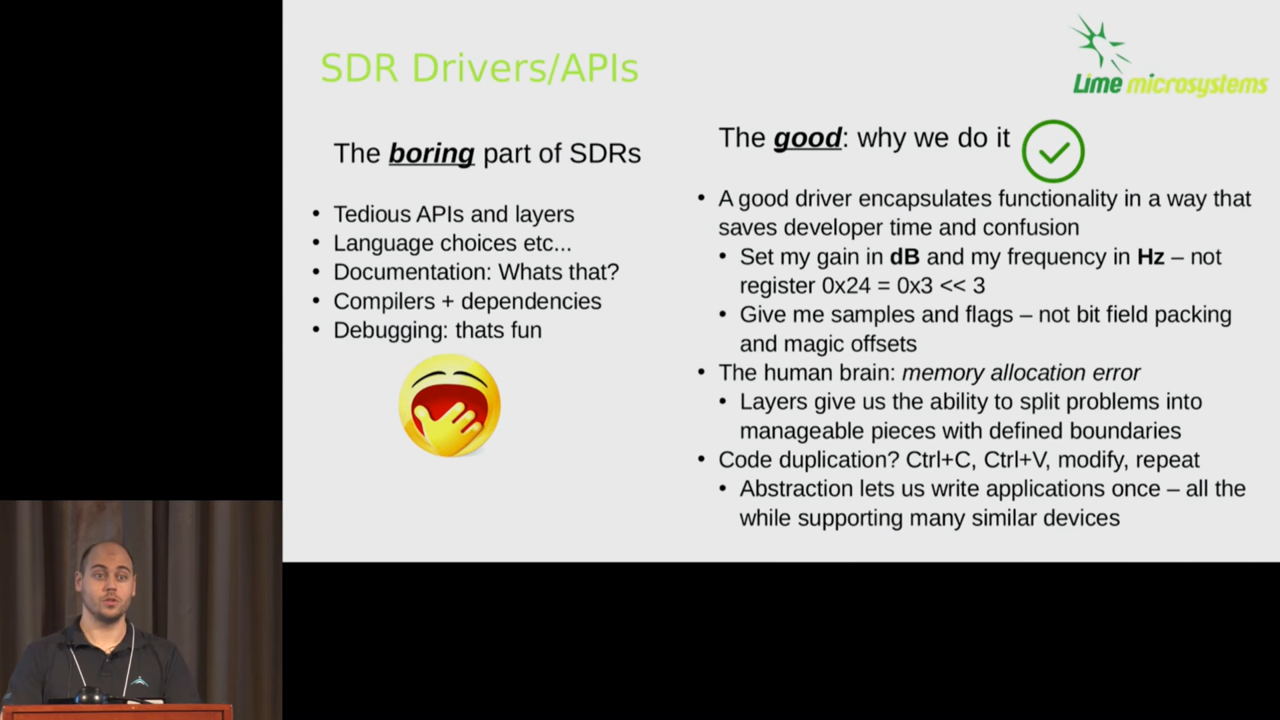 SDR Drivers/APIs
Lime microsystems
The boring part of SDRs
• Tedious APIs and layers
• Language choices etc...
• Documentation: Whats that?
• Compilers + dependencies
• Debugging: thats fun
The good: why we do it
• A good driver encapsulates functionality in a way that
saves developer time and confusion
• Set my gain in dB and my frequency in Hz – not
register 0x24 = 0x3 << 3
• Give me samples and flags – not bit field packing
and magic offsets
• The human brain: memory allocation error
• Layers give us the ability to split problems into
manageable pieces with defined boundaries
• Code duplication? Ctrl+C, Ctrl+V, modify, repeat
• Abstraction lets us write applications once – all the
while supporting many similar devices